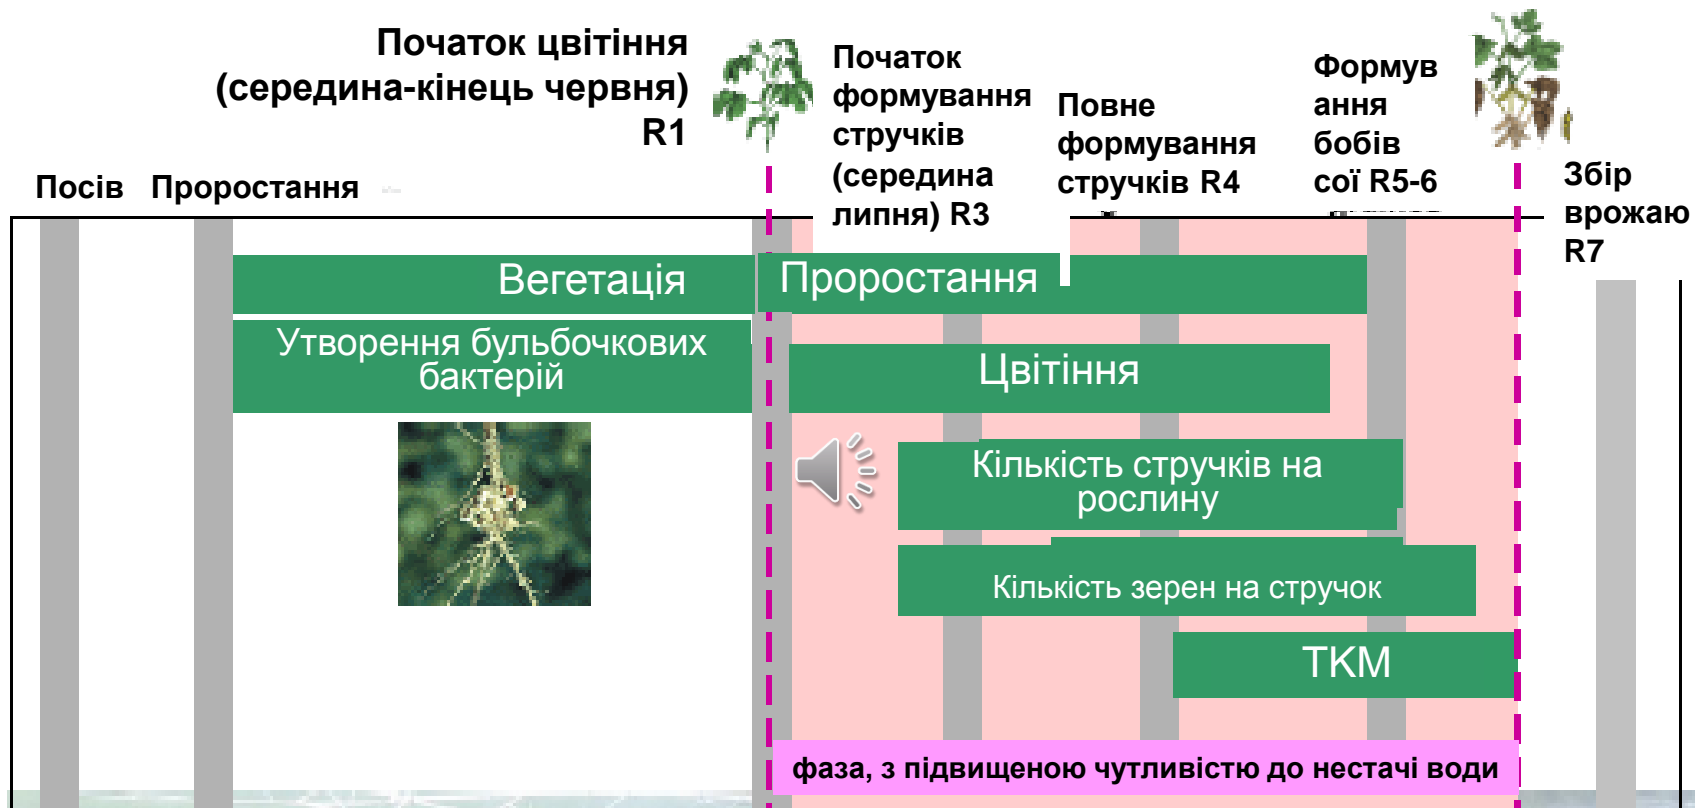 Початок цвітіння
(середина-кінець червня)
R1
Початок
формування
стручків
(середина
липня) R3
Повне
формування
стручків R4
Формув
ання
бобів
сої R5-6
Збір
врожаю
R7
Посів
Проростання
Вегетація
Проростання
Утворення бульбочкових
бактерій
Цвітіння
Кількість стручків на
рослину
Кількість зерен на стручок
ТКМ
фаза, з підвищеною чутливістю до нестачі води